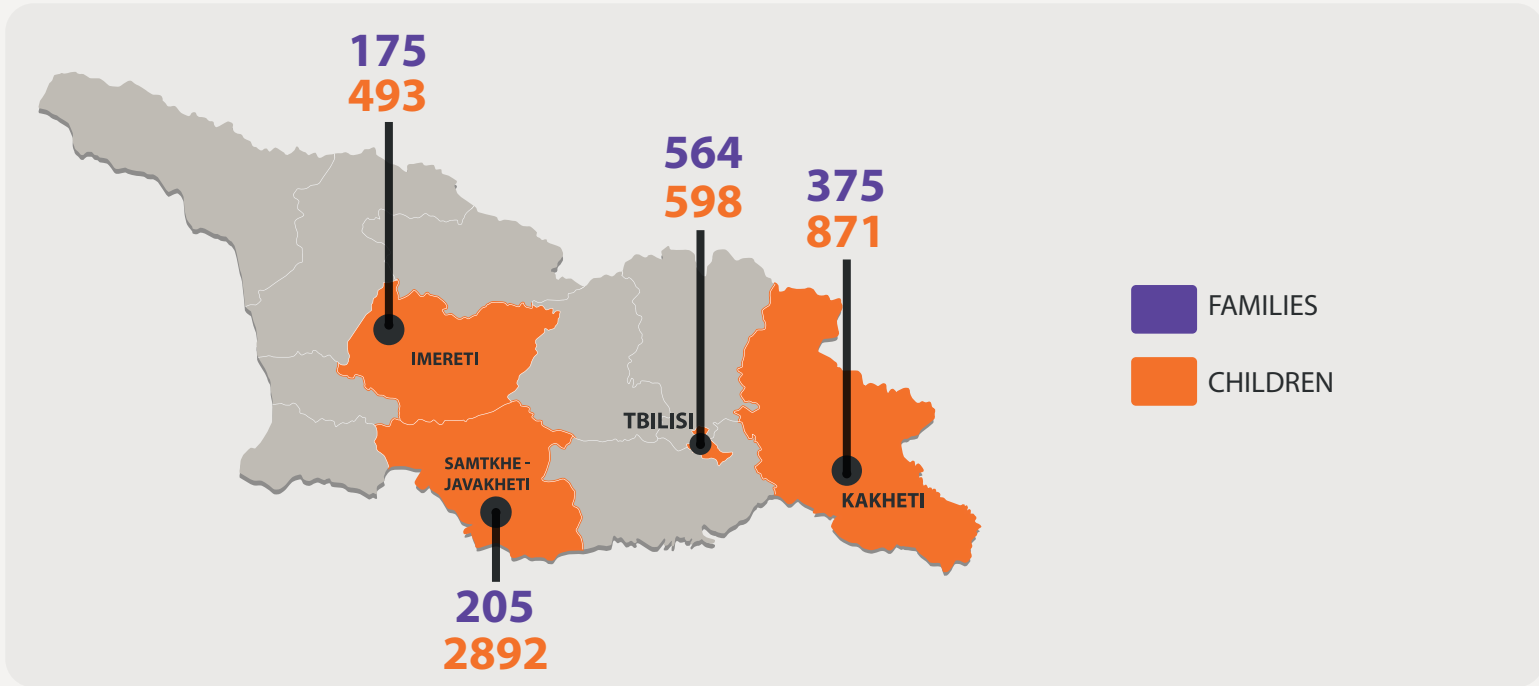 175
493
564
598
375
871
IMERETI
TBILISI
SAMTKHE -
JAVAKHETI
KAKHETI
205
2892
FAMILIES
CHILDREN